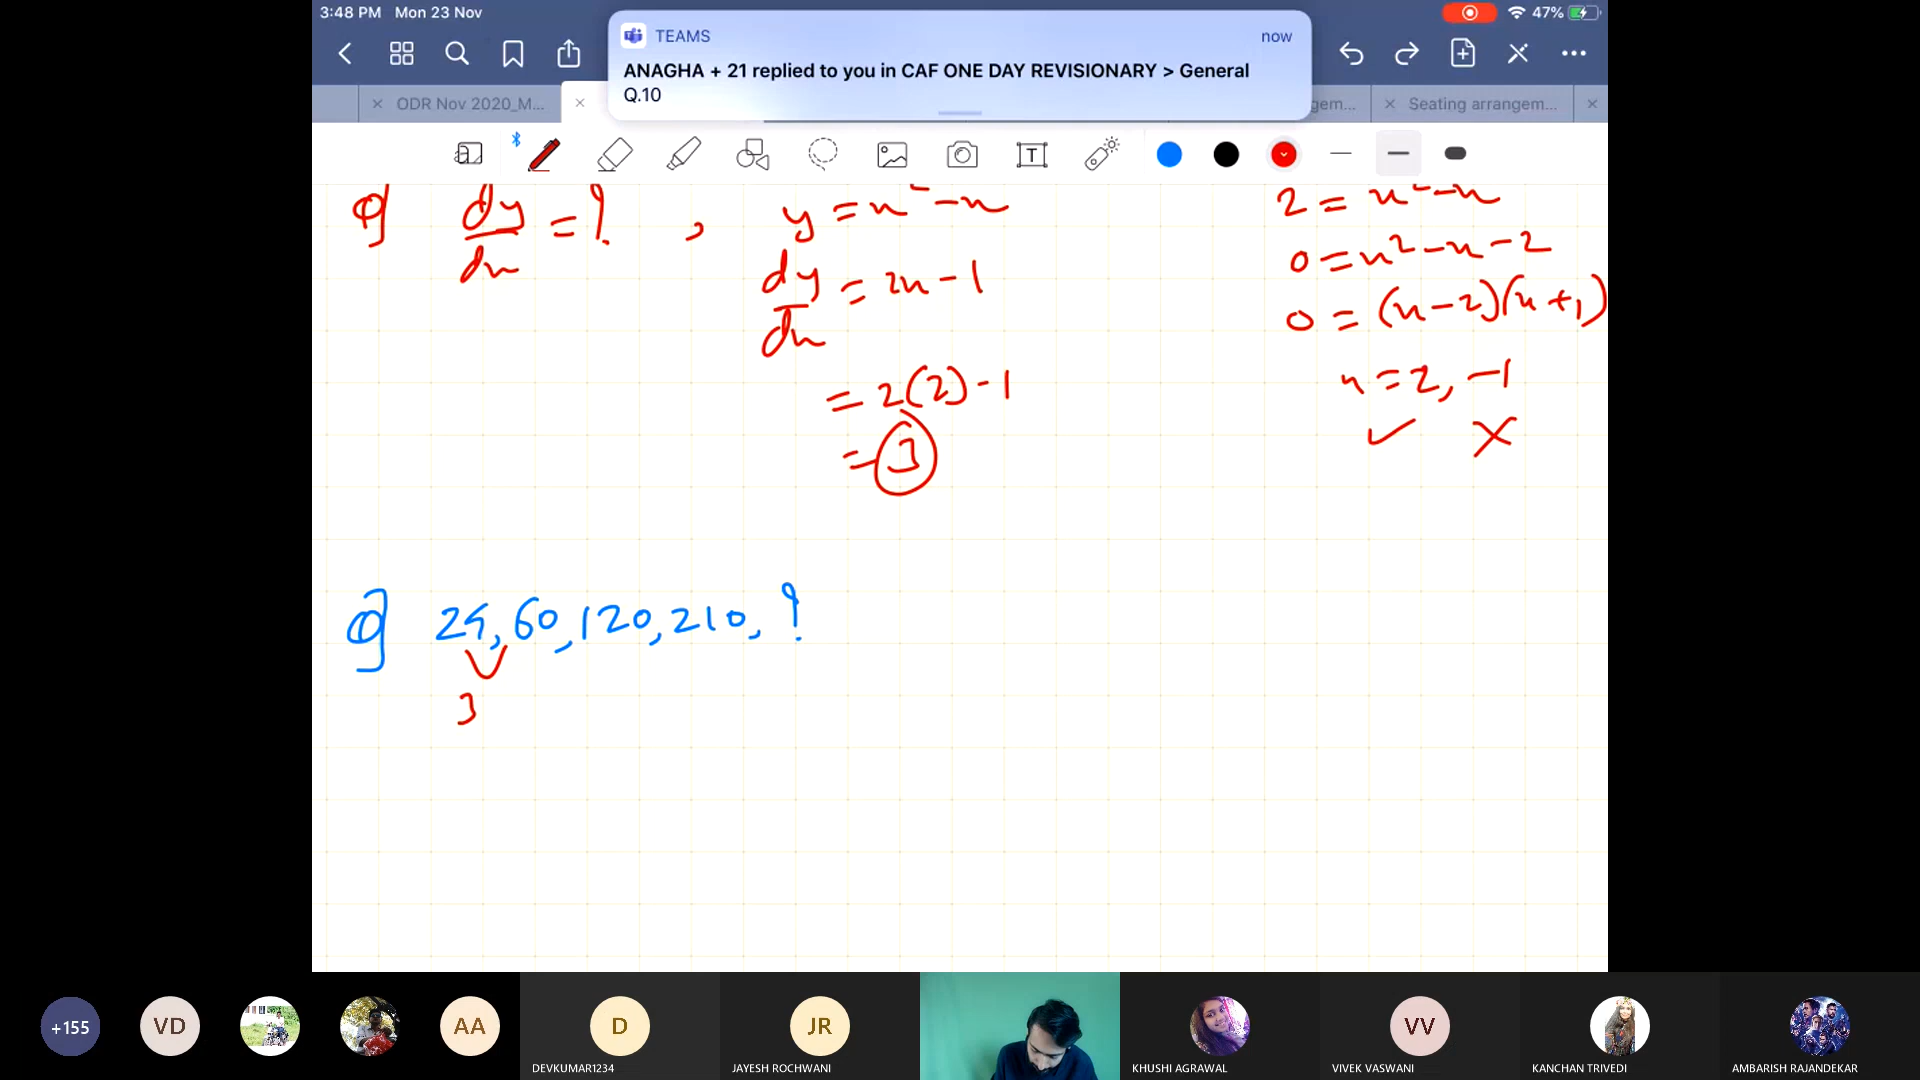 3:48 PM Mon 23 Nov
47%
TEAMS
now
ANAGHA + 21 replied to you in CAF ONE DAY REVISIONARY > General
Q.10
ODR Nov 2020_M...
gem...
Seating arrangem...
T
Q] dy/dx = ? , y = x² - x
dy/dx = 2x - 1
= 2(2) - 1
= 3
2 = x² - x
0 = x² - x - 2
0 = (x - 2)(x + 1)
x = 2, -1
✓ ✗
Q] 24, 60, 120, 210, ?
3
+155
VD
AA
D
DEVKUMAR1234
JR
JAYESH ROCHWANI
KHUSHI AGRAWAL
VV
VIVEK VASWANI
KANCHAN TRIVEDI
AMBARISH RAJANDEKAR